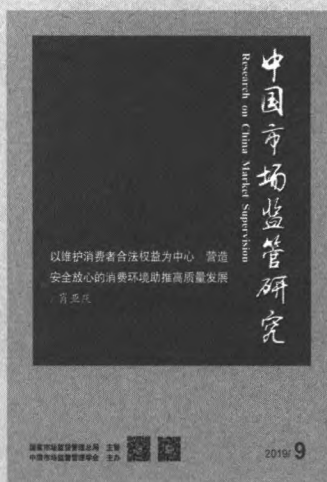 中国市场监管研究
Research on China Market Supervision
以维护消费者合法权益为中心 营造
安全放心的消费环境助推高质量发展
肖亚庆
国家市场监督管理总局 主管
中国市场监督管理学会 主办
2019/9